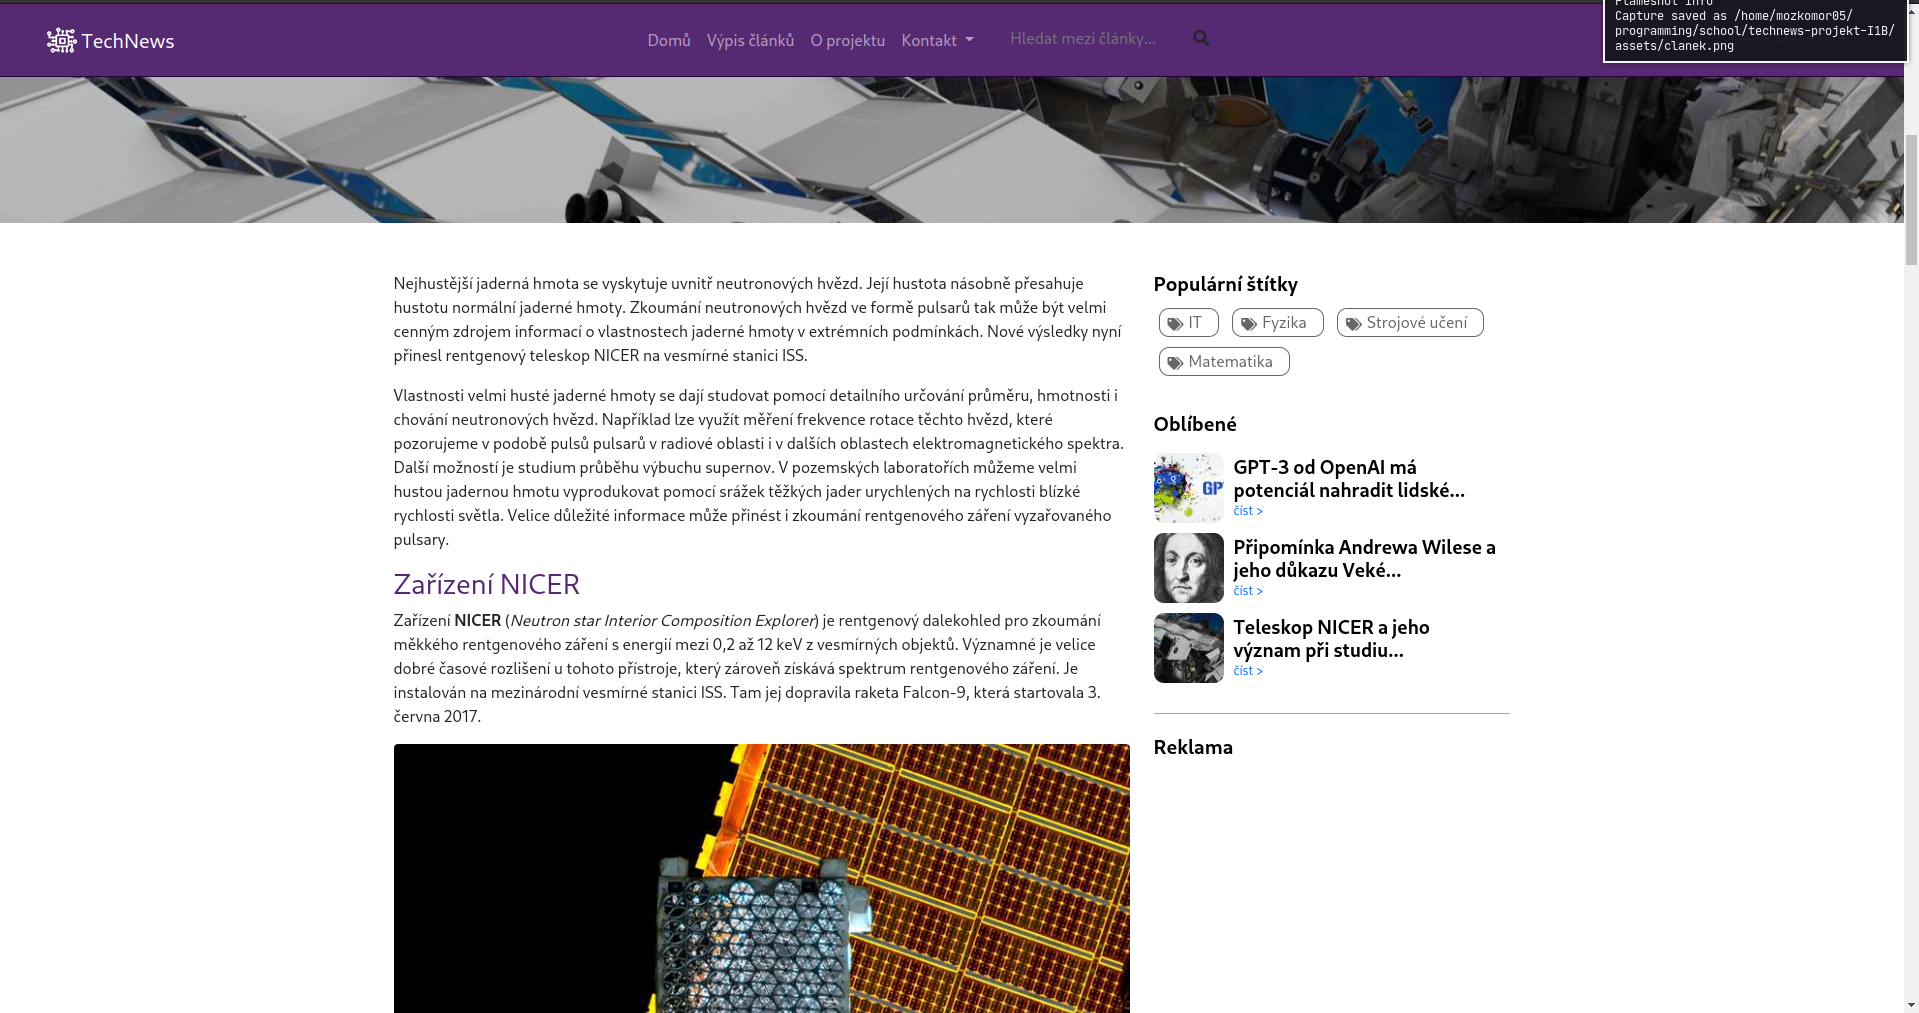 Flameshot Info
Capture saved as /home/mozkomor05/
programming/school/technews-projekt-I1B/
assets/clanek.png
TechNews
Domů
Výpis článků
O projektu
Kontakt
Hledat mezi články...
Nejhustější jaderná hmota se vyskytuje uvnitř neutronových hvězd. Její hustota násobně přesahuje
hustotu normální jaderné hmoty. Zkoumání neutronových hvězd ve formě pulsarů tak může být velmi
cenným zdrojem informací o vlastnostech jaderné hmoty v extrémních podmínkách. Nové výsledky nyní
přinesl rentgenový teleskop NICER na vesmírné stanici ISS.
Vlastnosti velmi husté jaderné hmoty se dají studovat pomocí detailního určování průměru, hmotnosti i
chování neutronových hvězd. Například lze využít měření frekvence rotace těchto hvězd, které
pozorujeme v podobě pulsů pulsarů v radiové oblasti i v dalších oblastech elektromagnetického spektra.
Další možností je studium průběhu výbuchu supernov. V pozemských laboratořích můžeme velmi
hustou jadernou hmotu vyprodukovat pomocí srážek těžkých jader urychlených na rychlosti blízké
rychlosti světla. Velice důležité informace může přinést i zkoumání rentgenového záření vyzařovaného
pulsary.
Zařízení NICER
Zařízení NICER (Neutron star Interior Composition Explorer) je rentgenový dalekohled pro zkoumání
měkkého rentgenového záření s energií mezi 0,2 až 12 keV z vesmírných objektů. Významné je velice
dobré časové rozlišení u tohoto přístroje, který zároveň získává spektrum rentgenového záření. Je
instalován na mezinárodní vesmírné stanici ISS. Tam jej dopravila raketa Falcon-9, která startovala 3.
června 2017.
Populární štítky
IT
Fyzika
Strojové učení
Matematika
Oblíbené
GP
GPT-3 od OpenAI má
potenciál nahradit lidské...
číst >
Připomínka Andrewa Wilese a
jeho důkazu Veké...
číst >
Teleskop NICER a jeho
význam při studiu...
číst >
Reklama